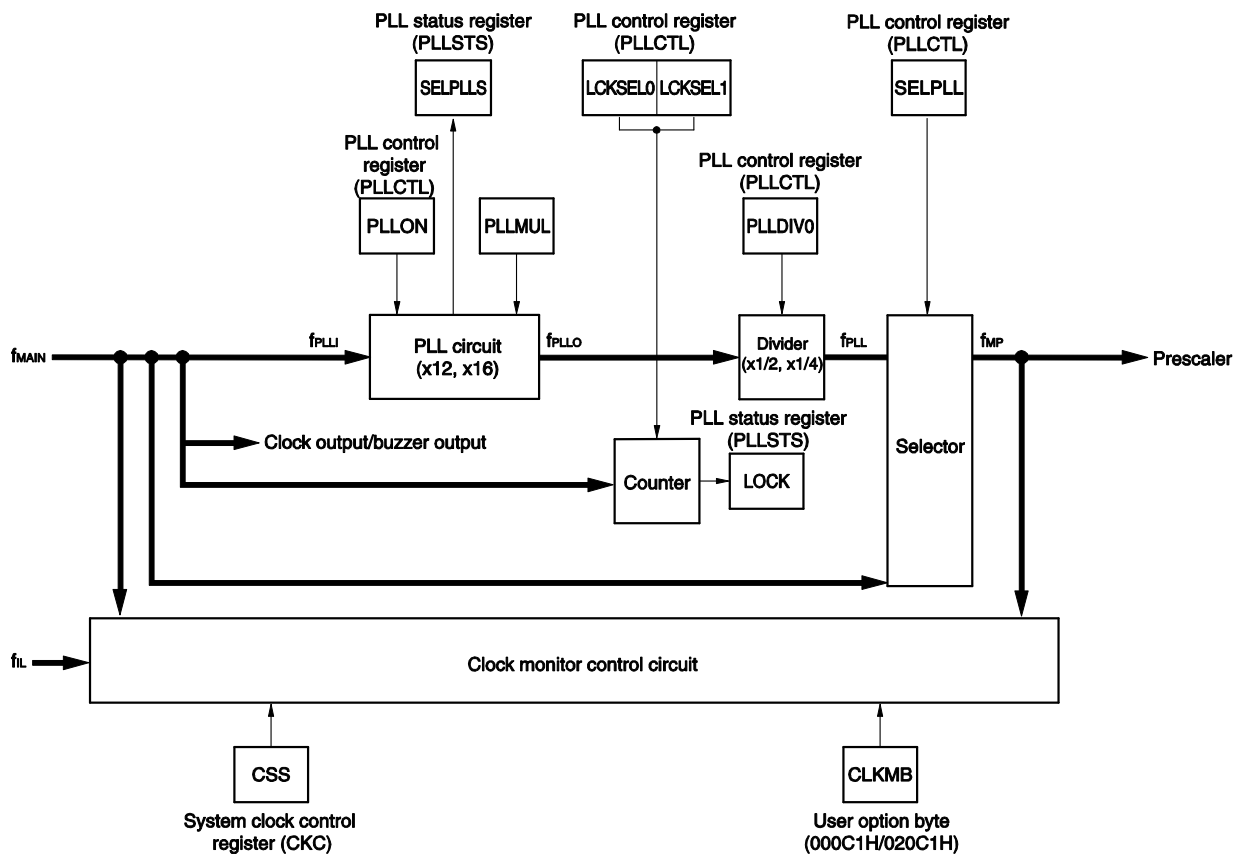 PLL status register
(PLLSTS)
SELPLLS
PLL control register
(PLLCTL)
LCKSEL0 LCKSEL1
PLL control register
(PLLCTL)
SELPLL
PLL control
register
(PLLCTL)
PLLON
PLLMUL
PLL control register
(PLLCTL)
PLLDIV0
fMAIN
fPLLI
PLL circuit
(x12, x16)
fPLLO
Divider
(x1/2, x1/4)
fPLL
Selector
fMP
Prescaler
Clock output/buzzer output
Counter
PLL status register
(PLLSTS)
LOCK
fIL
Clock monitor control circuit
CSS
System clock control
register (CKC)
CLKMB
User option byte
(000C1H/020C1H)